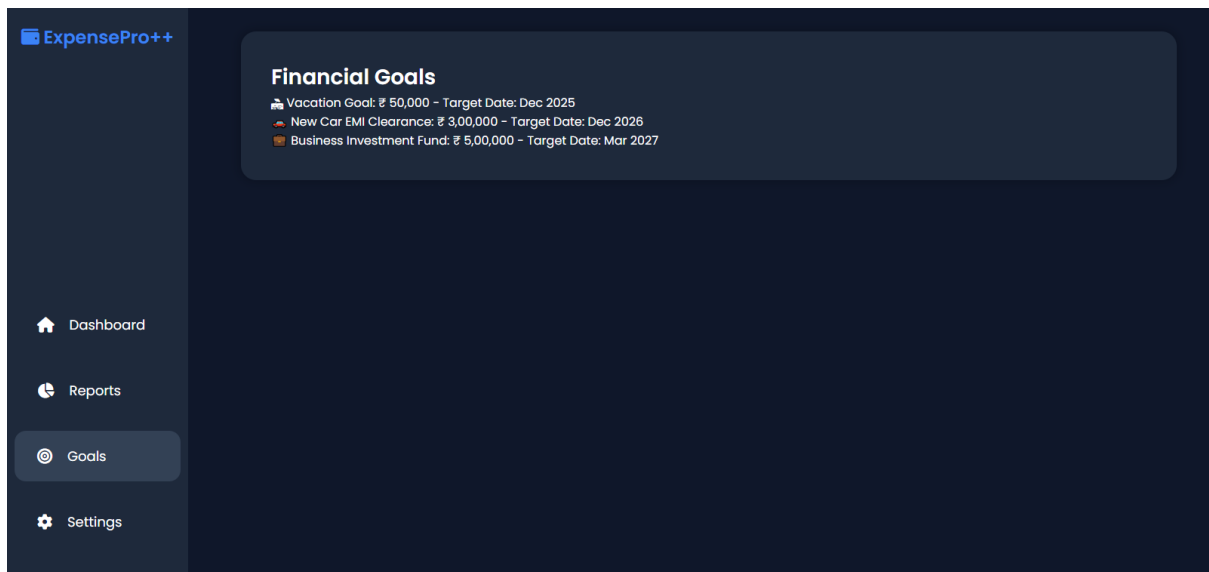 ExpensePro++
Financial Goals
Vacation Goal: ₹ 50,000 - Target Date: Dec 2025
New Car EMI Clearance: ₹ 3,00,000 - Target Date: Dec 2026
Business Investment Fund: ₹ 5,00,000 - Target Date: Mar 2027
Dashboard
Reports
Goals
Settings